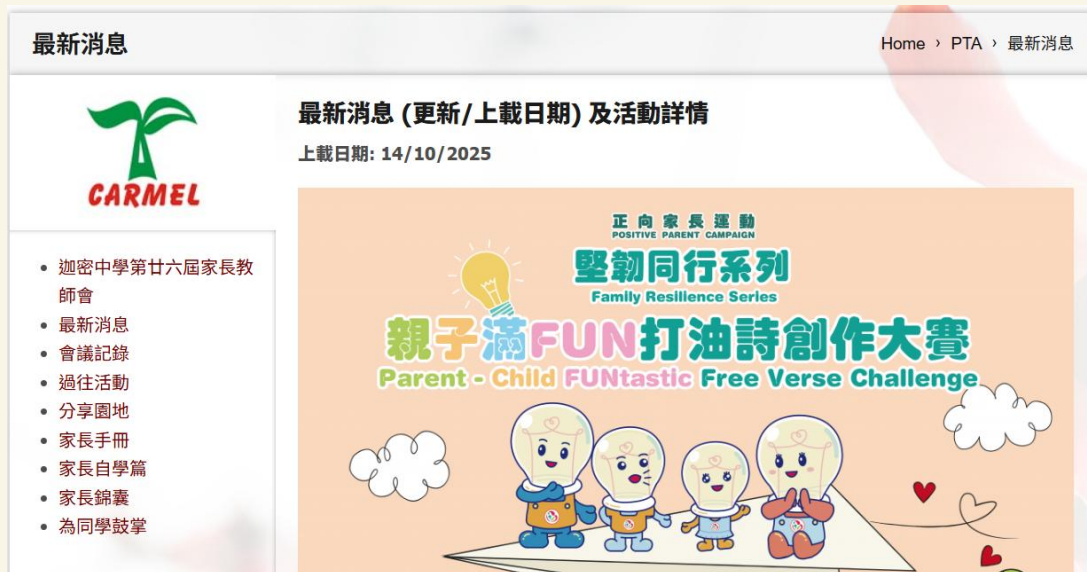 最新消息
Home › PTA › 最新消息
CARMEL
迦密中學第廿六屆家長教
師會
最新消息
會議記錄
過往活動
分享園地
家長手冊
家長自學篇
家長錦囊
為同學鼓掌
最新消息 (更新/上載日期) 及活動詳情
上載日期: 14/10/2025
正向家長運動
POSITIVE PARENT CAMPAIGN
堅韌同行系列
Family Resilience Series
親子滿FUN打油詩創作大賽
Parent - Child FUNtastic Free Verse Challenge